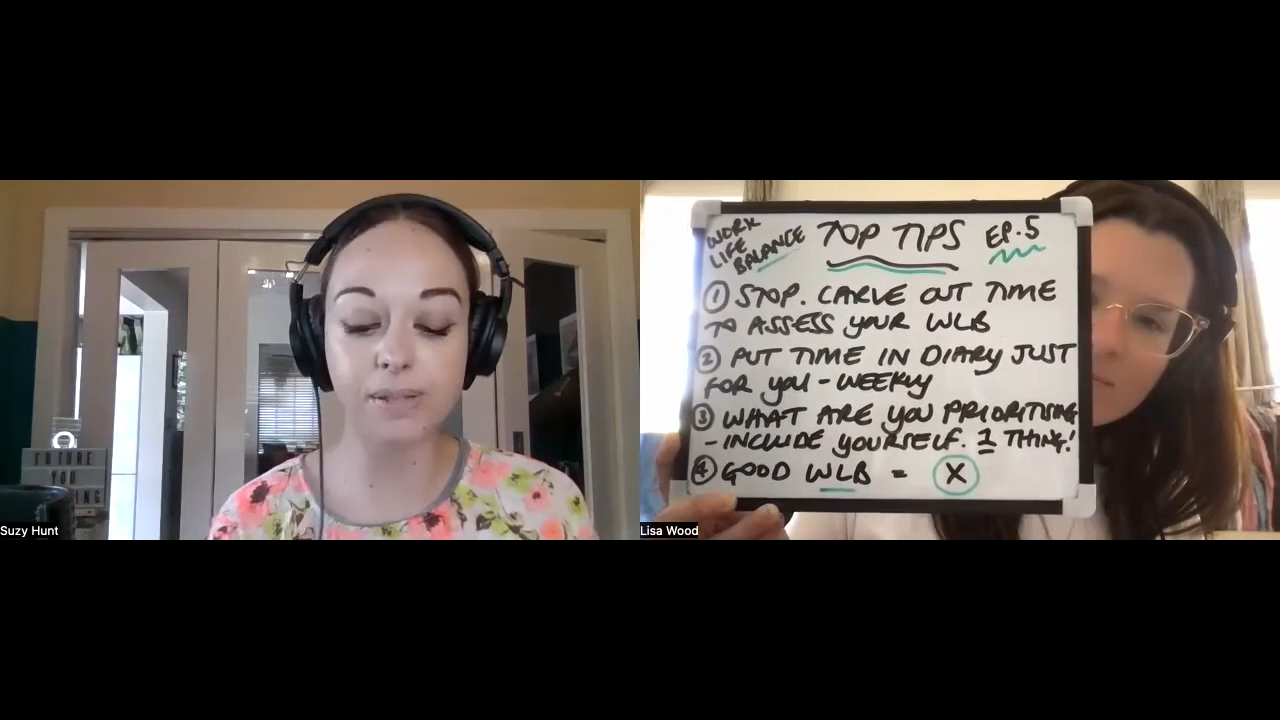 FUTURE
YOU
Suzy Hunt
WORK
LIFE
BALANCE
TOP TIPS
EP.5
① STOP. CARVE OUT TIME
TO ASSESS YOUR WLB
② PUT TIME IN DIARY JUST
FOR YOU - WEEKLY
③ WHAT ARE YOU PRIORITISING
- INCLUDE YOURSELF. 1 THING!
④ GOOD WLB = X
Lisa Wood